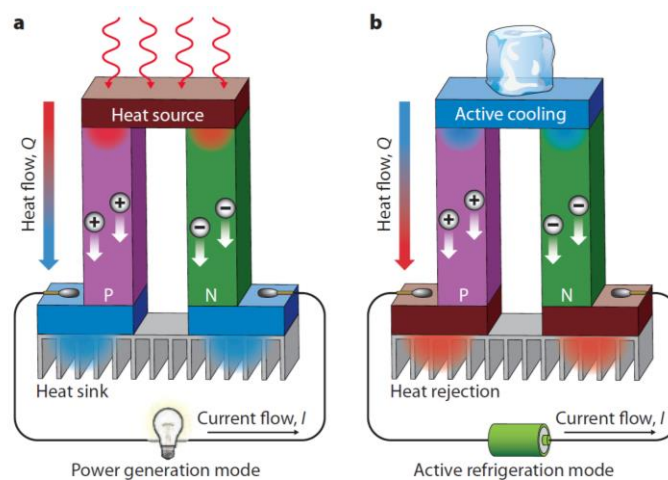 a
Heat source
Heat flow, Q
+
+
−
−
P
N
Heat sink
Current flow, I
Power generation mode
b
Active cooling
Heat flow, Q
+
+
−
−
P
N
Heat rejection
Current flow, I
Active refrigeration mode